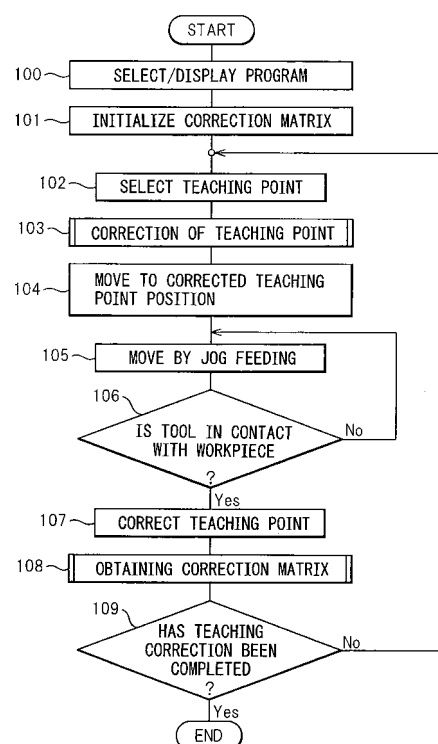 START
100
SELECT/DISPLAY PROGRAM
101
INITIALIZE CORRECTION MATRIX
102
SELECT TEACHING POINT
103
CORRECTION OF TEACHING POINT
104
MOVE TO CORRECTED TEACHING
POINT POSITION
105
MOVE BY JOG FEEDING
106
IS TOOL IN CONTACT
WITH WORKPIECE
?
No
Yes
107
CORRECT TEACHING POINT
108
OBTAINING CORRECTION MATRIX
109
HAS TEACHING
CORRECTION BEEN
COMPLETED
?
No
Yes
END